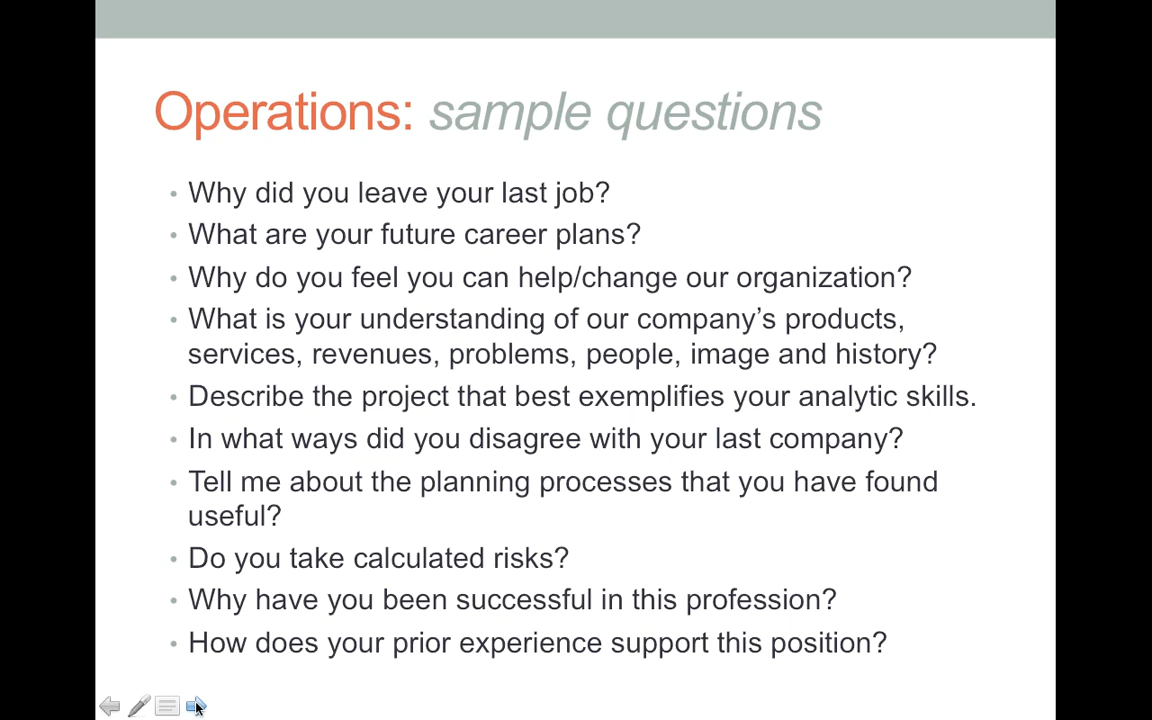 Operations: sample questions
• Why did you leave your last job?
• What are your future career plans?
• Why do you feel you can help/change our organization?
• What is your understanding of our company’s products,
services, revenues, problems, people, image and history?
• Describe the project that best exemplifies your analytic skills.
• In what ways did you disagree with your last company?
• Tell me about the planning processes that you have found
useful?
• Do you take calculated risks?
• Why have you been successful in this profession?
• How does your prior experience support this position?